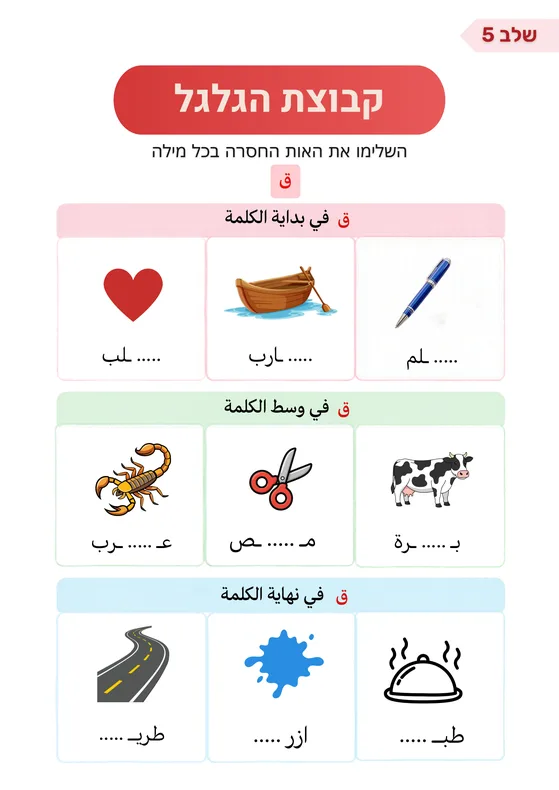 שלב 5
קבוצת הגלגל
השלימו את האות החסרה בכל מילה
ق
ق في بداية الكلمة
..... ـلم
..... ـارب
..... ـلب
ق في وسط الكلمة
بـ ..... ـرة
مـ ..... ـص
عـ ..... ـرب
ق في نهاية الكلمة
طبـ .....
ازر .....
طريـ .....